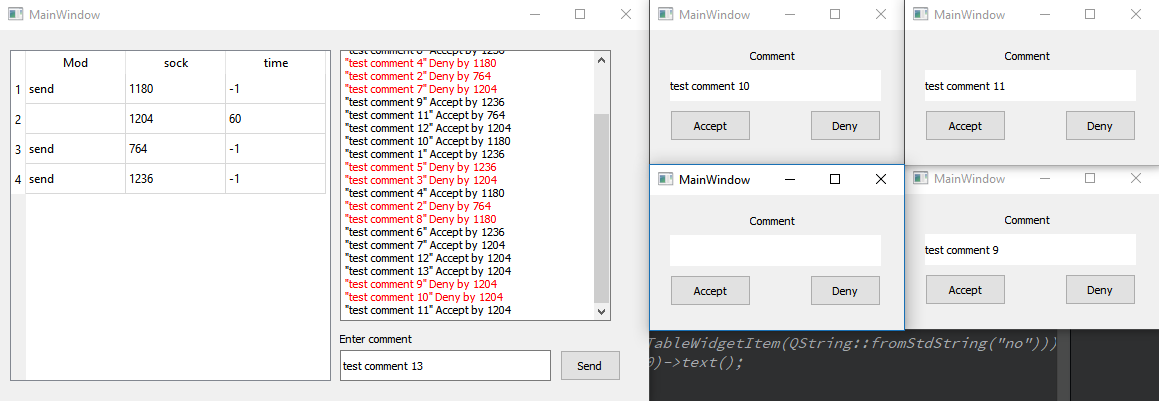 MainWindow
Mod sock time
1 send 1180 -1
2 1204 60
3 send 764 -1
4 send 1236 -1
"test comment 4" Deny by 1180
"test comment 2" Deny by 764
"test comment 7" Deny by 1204
"test comment 9" Accept by 1236
"test comment 11" Accept by 764
"test comment 12" Accept by 1204
"test comment 10" Accept by 1180
"test comment 1" Accept by 1236
"test comment 5" Deny by 1236
"test comment 3" Deny by 1204
"test comment 4" Accept by 1180
"test comment 2" Deny by 764
"test comment 8" Deny by 1180
"test comment 6" Accept by 1236
"test comment 7" Accept by 1204
"test comment 12" Accept by 1204
"test comment 13" Accept by 1204
"test comment 9" Deny by 1204
"test comment 10" Deny by 1204
"test comment 11" Accept by 1204
Enter comment
test comment 13 Send
MainWindow
Comment
test comment 10
Accept Deny
MainWindow
Comment
test comment 11
Accept Deny
MainWindow
Comment
Accept Deny
MainWindow
Comment
test comment 9
Accept Deny
TableWidgetItem(QString::fromStdString("no")))
0)->text();